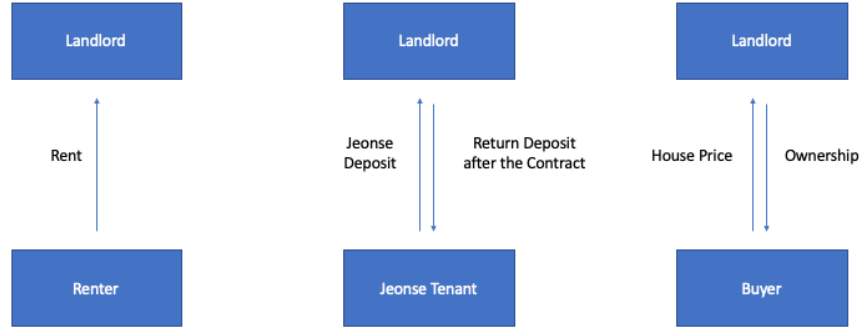 Landlord
Landlord
Landlord
Rent
Jeonse
Deposit
Return Deposit
after the Contract
House Price
Ownership
Renter
Jeonse Tenant
Buyer